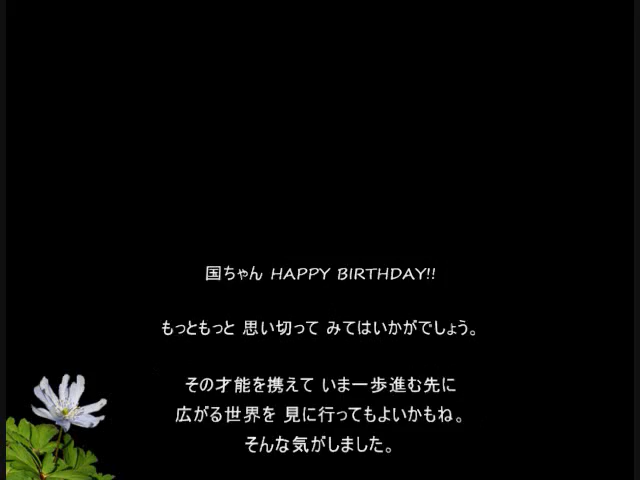 国ちゃん HAPPY BIRTHDAY!!
もっともっと 思い切って みてはいかがでしょう。
その才能を携えて いま一歩進む先に
広がる世界を 見に行ってもよいかもね。
そんな気がしました。